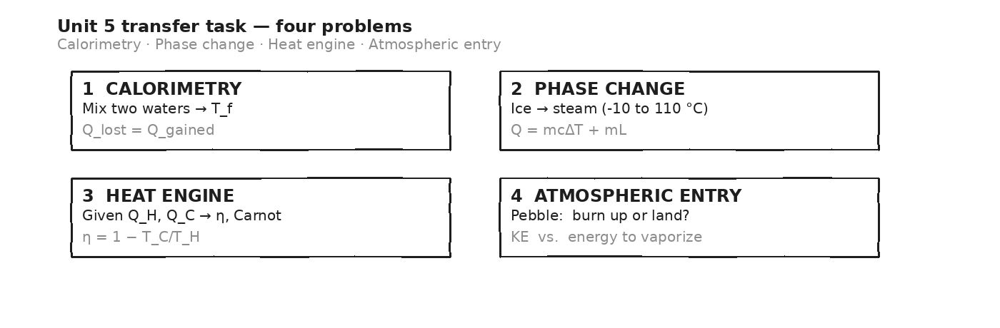 Unit 5 transfer task — four problems
Calorimetry · Phase change · Heat engine · Atmospheric entry
1  CALORIMETRY
Mix two waters → T_f
Q_lost = Q_gained
2  PHASE CHANGE
Ice → steam (-10 to 110 °C)
Q = mcΔT + mL
3  HEAT ENGINE
Given Q_H, Q_C → η, Carnot
η = 1 − T_C/T_H
4  ATMOSPHERIC ENTRY
Pebble:  burn up or land?
KE  vs.  energy to vaporize